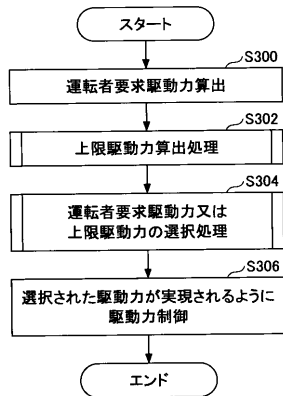 スタート
S300
運転者要求駆動力算出
S302
上限駆動力算出処理
S304
運転者要求駆動力又は
上限駆動力の選択処理
S306
選択された駆動力が実現されるように
駆動力制御
エンド